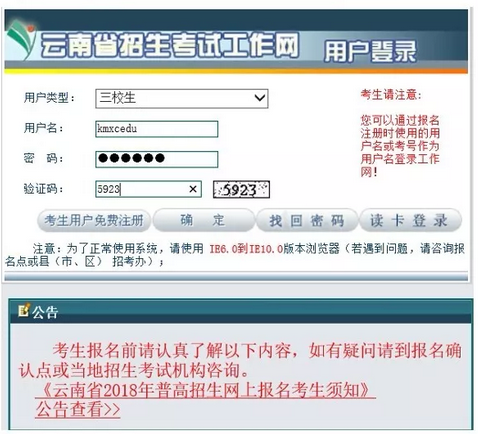 云南省招生考试工作网 用户登录
用户类型： 三校生
用户名： kmxcedu
密 码： ●●●●●●
验证码： 5923 × 5923
考生请注意：
您可以通过报名
注册时使用的用
户名或考号作为
用户名登录工作
网！
考生用户免费注册 确 定 找回密码 读卡登录
注意：为了正常使用系统，请使用 IE6.0到IE10.0版本浏览器（若遇到问题，请咨询报
名点或县（市、区） 招考办）；
公告
考生报名前请认真了解以下内容，如有疑问请到报名确
认点或当地招生考试机构咨询。
《云南省2018年普高招生网上报名考生须知》
公告查看>>